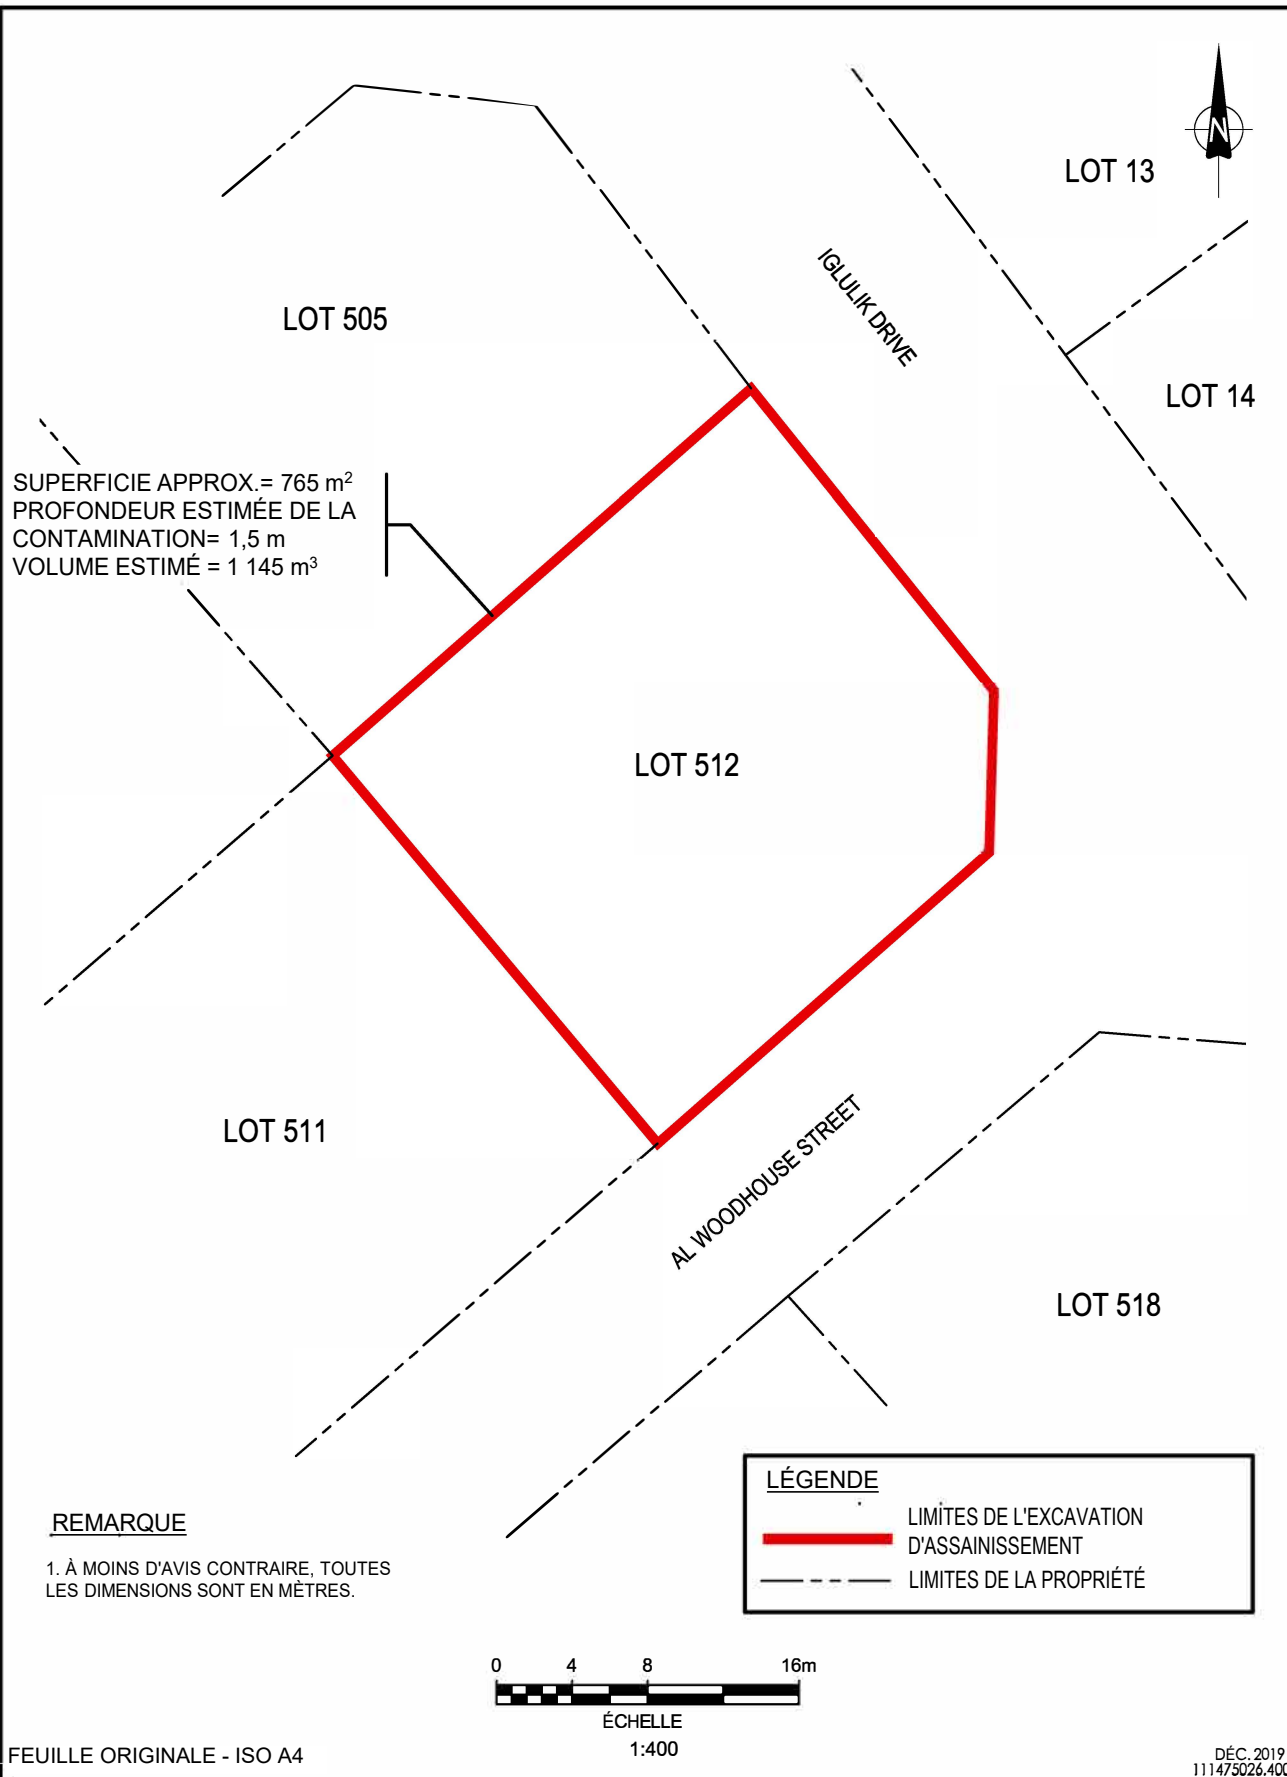 N
LOT 13
IGLULIK DRIVE
LOT 505
LOT 14
SUPERFICIE APPROX.= 765 m²
PROFONDEUR ESTIMÉE DE LA
CONTAMINATION= 1,5 m
VOLUME ESTIMÉ = 1 145 m³
LOT 512
LOT 511
AL WOODHOUSE STREET
LOT 518
REMARQUE
1. À MOINS D'AVIS CONTRAIRE, TOUTES
LES DIMENSIONS SONT EN MÈTRES.
LÉGENDE
LIMITES DE L'EXCAVATION
D'ASSAINISSEMENT
LIMITES DE LA PROPRIÉTÉ
0 4 8 16m
ÉCHELLE
1:400
FEUILLE ORIGINALE - ISO A4
DÉC. 2019
111475026.400